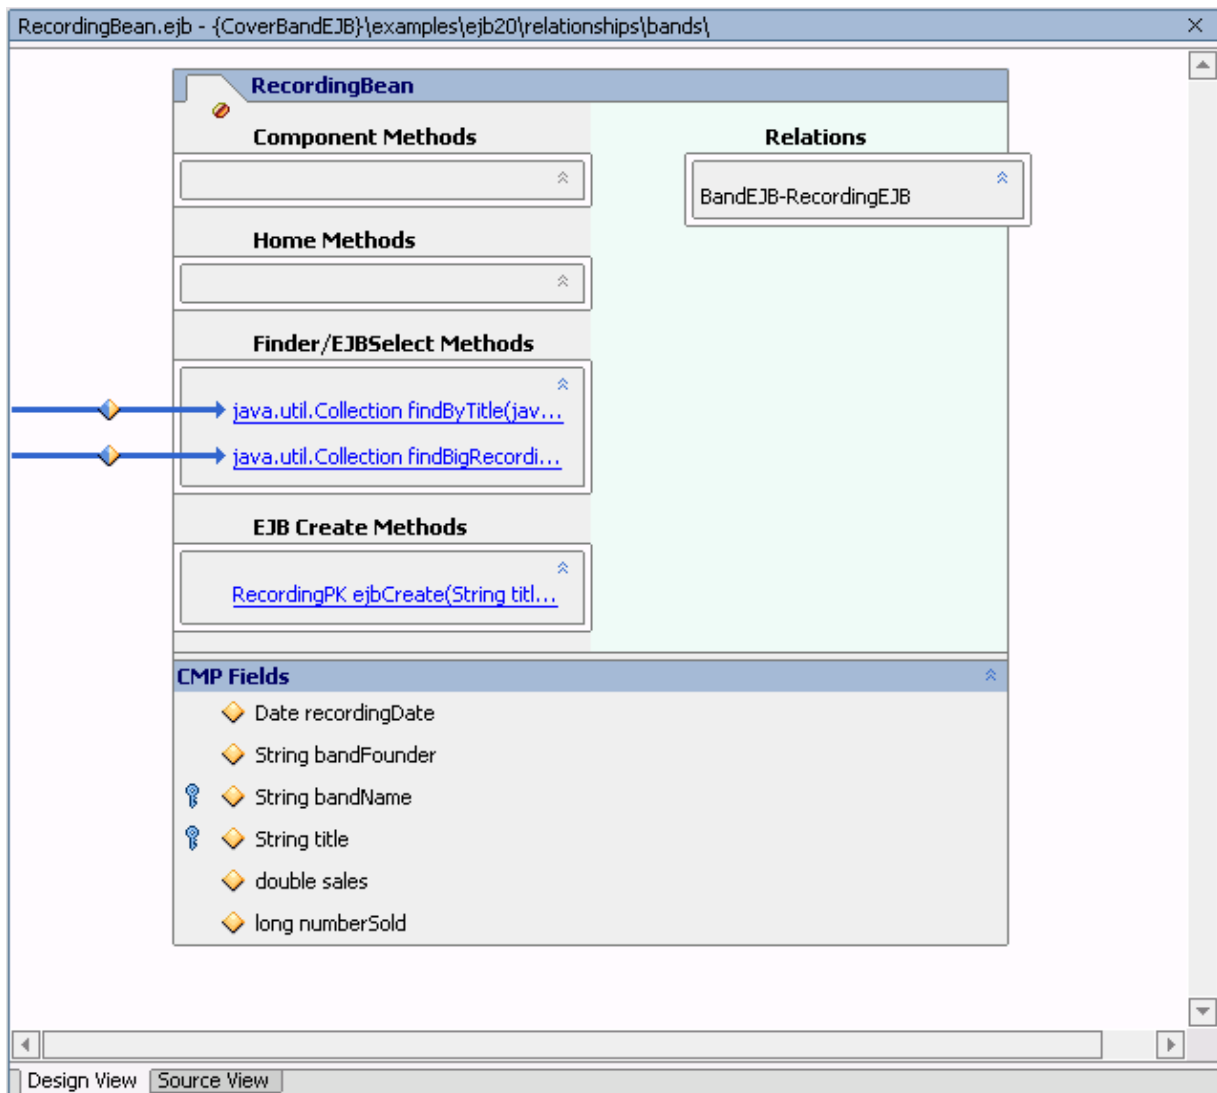 RecordingBean.ejb - {CoverBandEJB}\examples\ejb20\relationships\bands\
RecordingBean
Component Methods
Relations
BandEJB-RecordingEJB
Home Methods
Finder/EJBSelect Methods
java.util.Collection findByTitle(jav...
java.util.Collection findBigRecordi...
EJB Create Methods
RecordingPK ejbCreate(String titl...
CMP Fields
Date recordingDate
String bandFounder
String bandName
String title
double sales
long numberSold
Design View
Source View